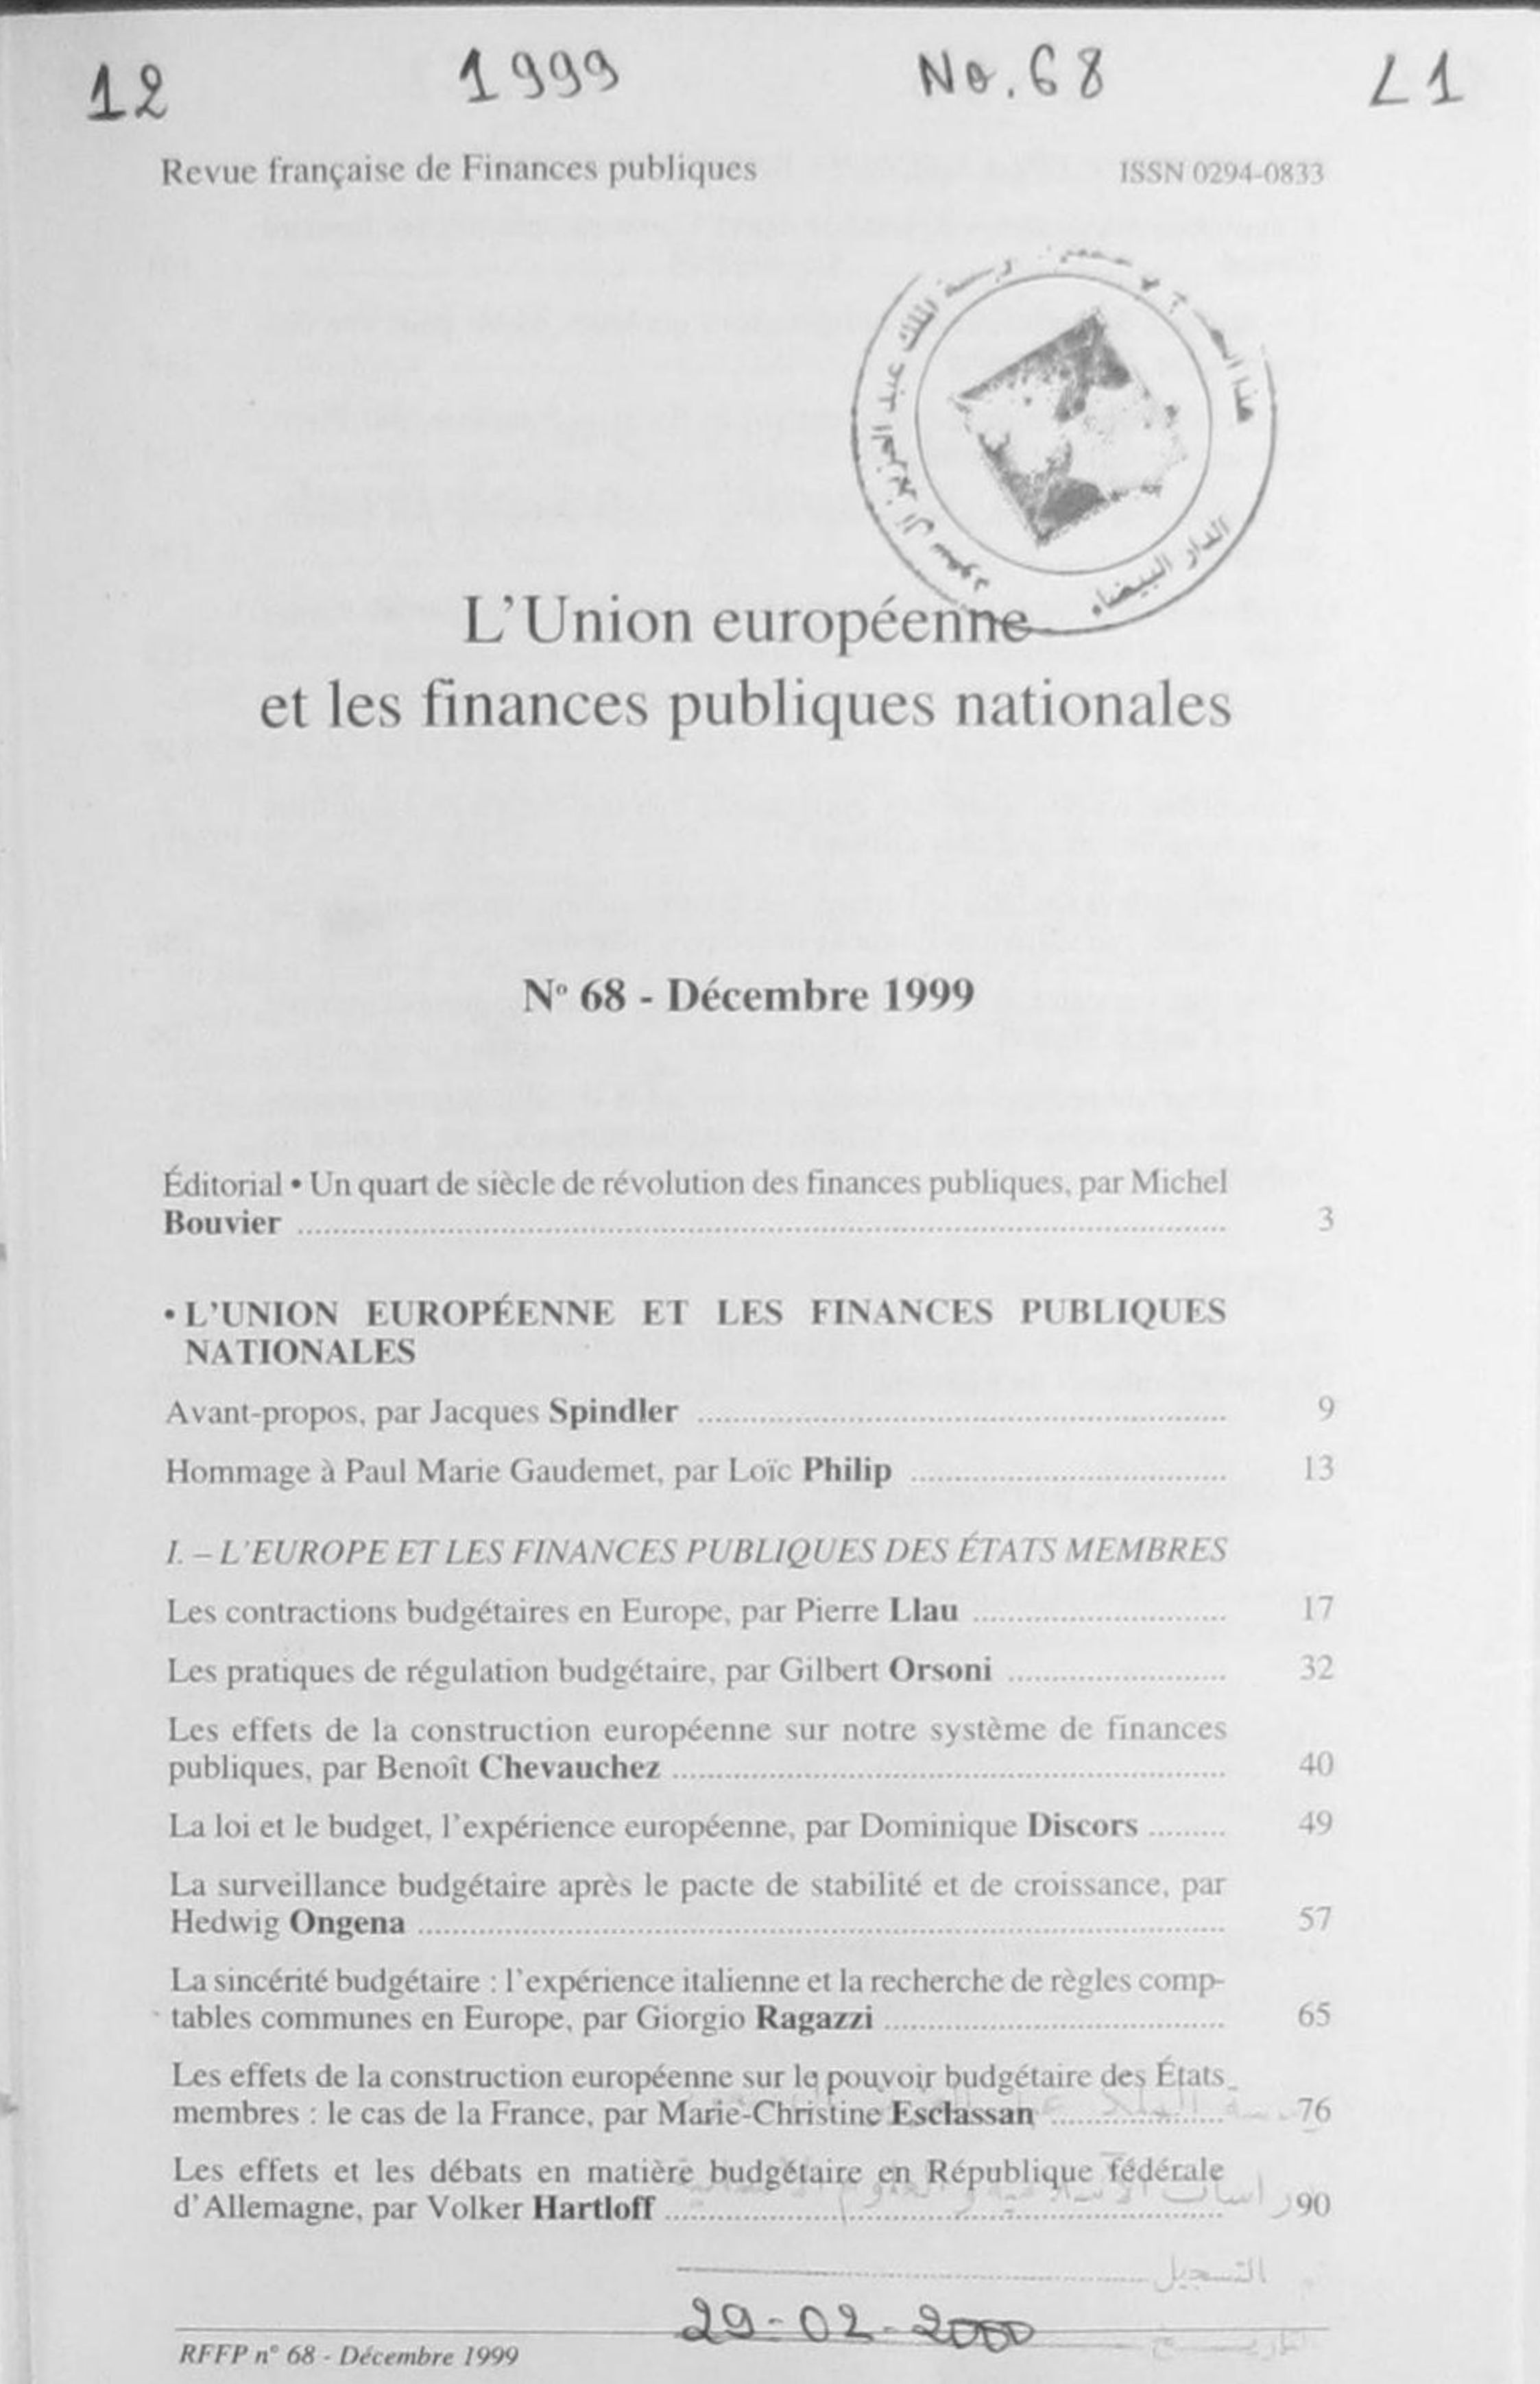 12 1999 No.68 L1
Revue française de Finances publiques ISSN 0294-0833
الملك عبد العزيز آل سعود
الدار البيضاء
L'Union européenne
et les finances publiques nationales
N° 68 - Décembre 1999
Éditorial • Un quart de siècle de révolution des finances publiques, par Michel
Bouvier ........ 3
• L'UNION EUROPÉENNE ET LES FINANCES PUBLIQUES
NATIONALES
Avant-propos, par Jacques Spindler ........ 9
Hommage à Paul Marie Gaudemet, par Loïc Philip ........ 13
I. – L'EUROPE ET LES FINANCES PUBLIQUES DES ÉTATS MEMBRES
Les contractions budgétaires en Europe, par Pierre Llau ........ 17
Les pratiques de régulation budgétaire, par Gilbert Orsoni ........ 32
Les effets de la construction européenne sur notre système de finances
publiques, par Benoît Chevauchez ........ 40
La loi et le budget, l'expérience européenne, par Dominique Discors ........ 49
La surveillance budgétaire après le pacte de stabilité et de croissance, par
Hedwig Ongena ........ 57
La sincérité budgétaire : l'expérience italienne et la recherche de règles comp-
tables communes en Europe, par Giorgio Ragazzi ........ 65
Les effets de la construction européenne sur le pouvoir budgétaire des États
membres : le cas de la France, par Marie-Christine Esclassan ........ 76
Les effets et les débats en matière budgétaire en République fédérale
d'Allemagne, par Volker Hartloff ........ 90
التسجيل
29-02-2000
RFFP n° 68 - Décembre 1999